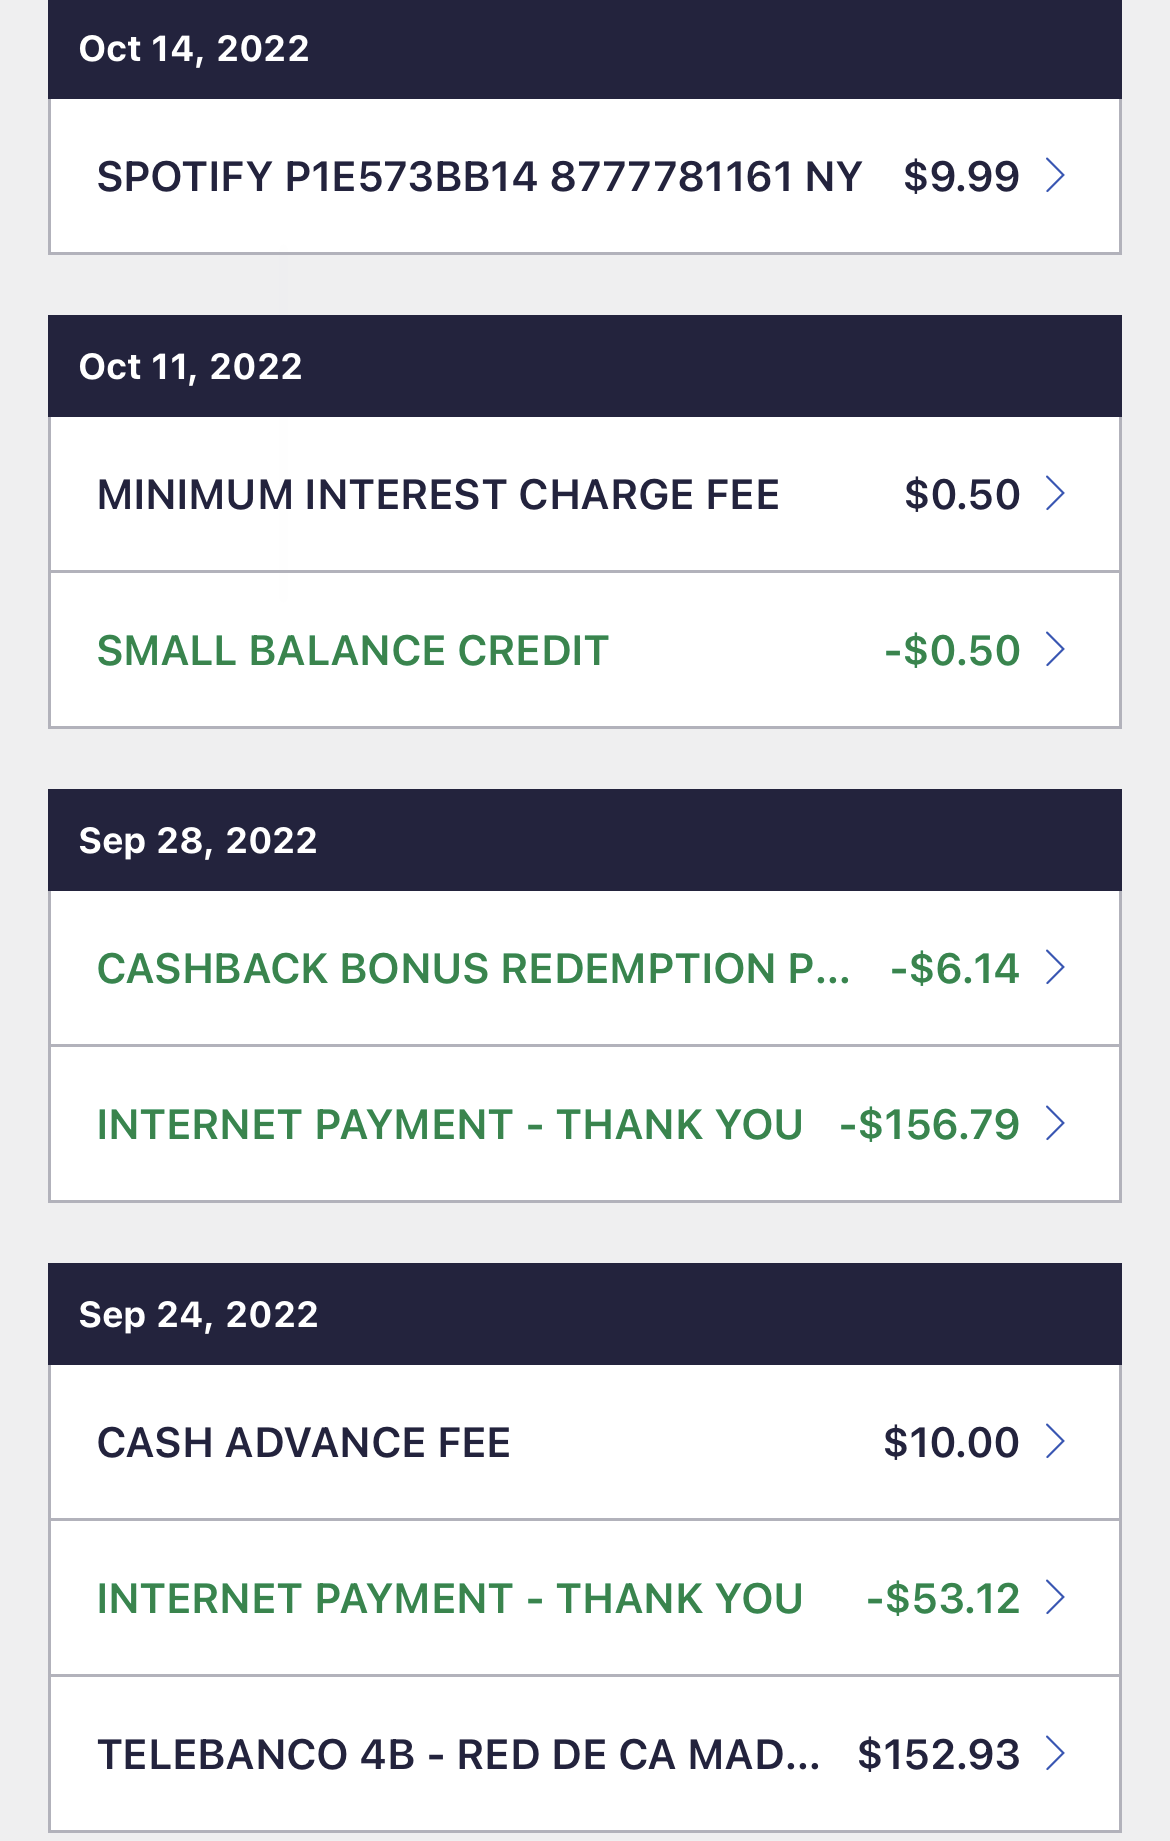 Oct 14, 2022
SPOTIFY P1E573BB14 8777781161 NY $9.99
Oct 11, 2022
MINIMUM INTEREST CHARGE FEE $0.50
SMALL BALANCE CREDIT -$0.50
Sep 28, 2022
CASHBACK BONUS REDEMPTION P... -$6.14
INTERNET PAYMENT - THANK YOU -$156.79
Sep 24, 2022
CASH ADVANCE FEE $10.00
INTERNET PAYMENT - THANK YOU -$53.12
TELEBANCO 4B - RED DE CA MAD... $152.93